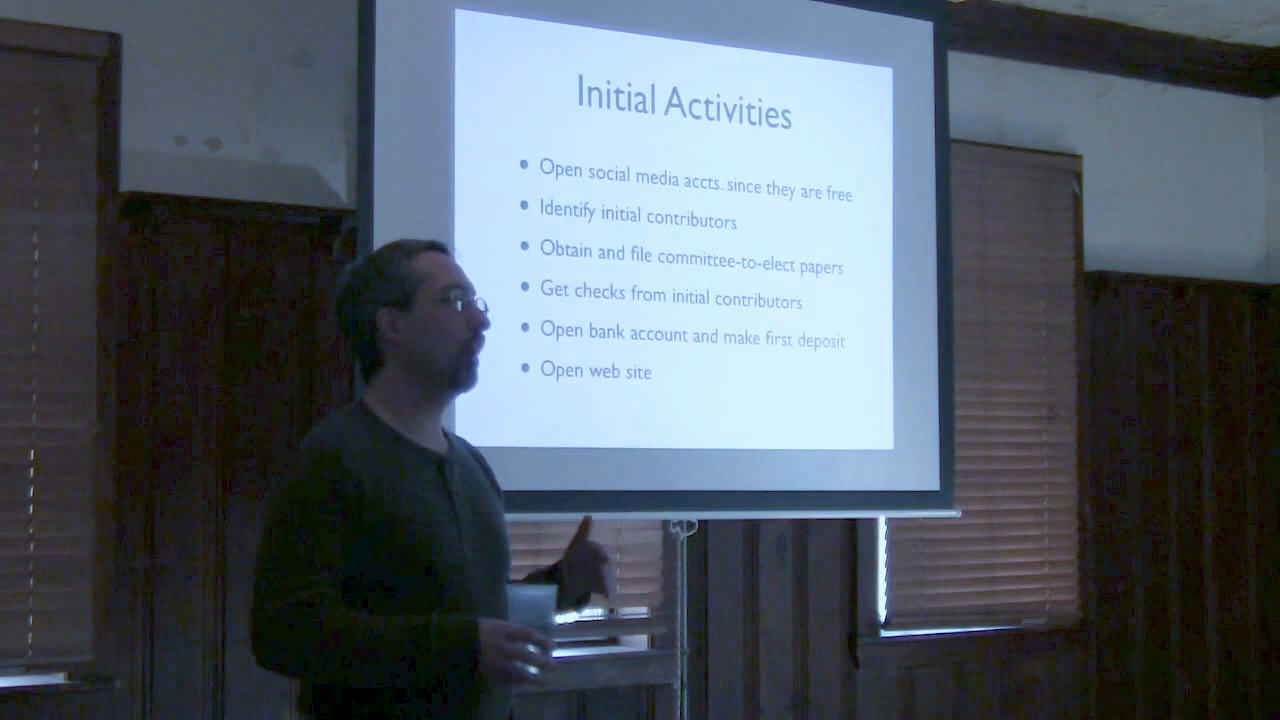 Initial Activities
• Open social media accts. since they are free
• Identify initial contributors
• Obtain and file committee-to-elect papers
• Get checks from initial contributors
• Open bank account and make first deposit
• Open web site